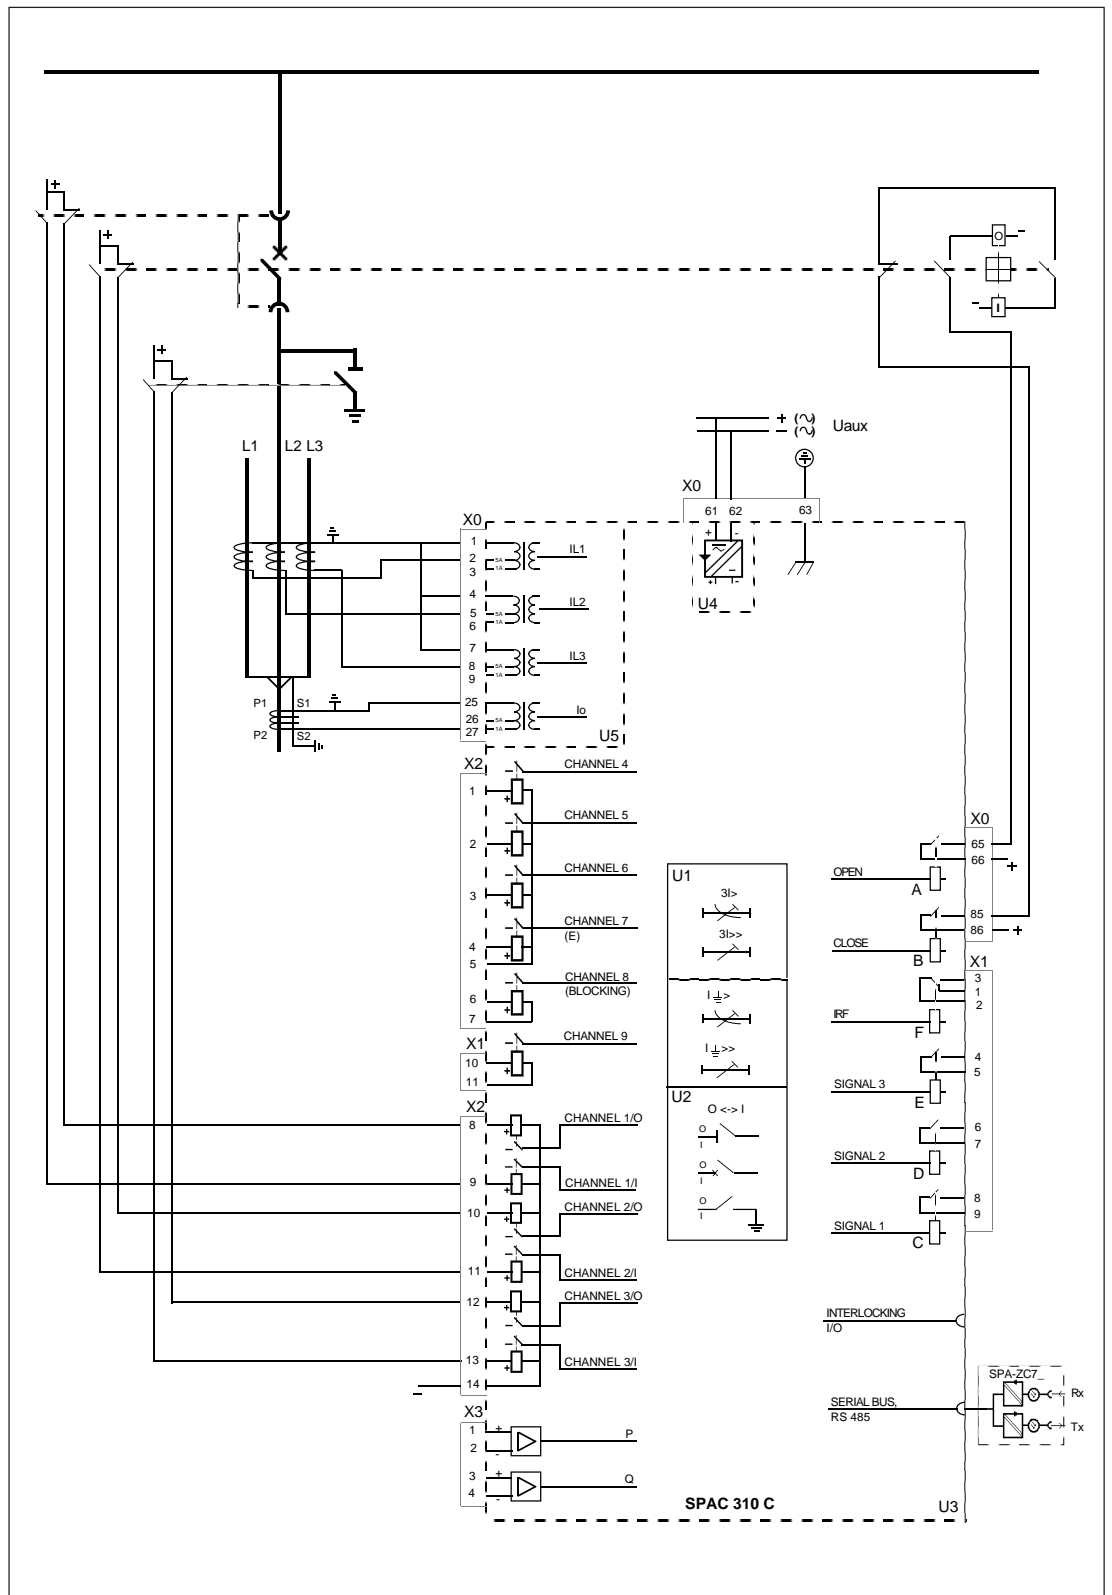 +
+
O –
– I
+
+ (~)
– (~) Uaux
L1 L2 L3
X0
61 62 63
+ -
+ -
U4
X0
1
2 5A
3 1A
IL1
4
5 5A
6 1A
IL2
7
8 5A
9 1A
IL3
P1 S1
P2 S2
25
26 5A
27 1A
Io
U5
X2
1 – + CHANNEL 4
2 – + CHANNEL 5
3 – + CHANNEL 6
4 – + CHANNEL 7
5 (E)
6 – + CHANNEL 8
7 (BLOCKING)
X1
10 – + CHANNEL 9
11
X2
8 + – CHANNEL 1/O
9 – + CHANNEL 1/I
10 + – CHANNEL 2/O
11 – + CHANNEL 2/I
12 + – CHANNEL 3/O
13 – + CHANNEL 3/I
– 14
X3
1 +
2 -
P
3 +
4 -
Q
U1
3I>
3I>>
I >
I >>
U2
O <-> I
O
I
O
I
O
I
X0
65
66 +
OPEN
A
85
86 +
CLOSE
B
X1
3
1
2
IRF
F
4
5
SIGNAL 3
E
6
7
SIGNAL 2
D
8
9
SIGNAL 1
C
INTERLOCKING
I/O
SERIAL BUS,
RS 485
SPA-ZC7_
Rx
Tx
SPAC 310 C
U3